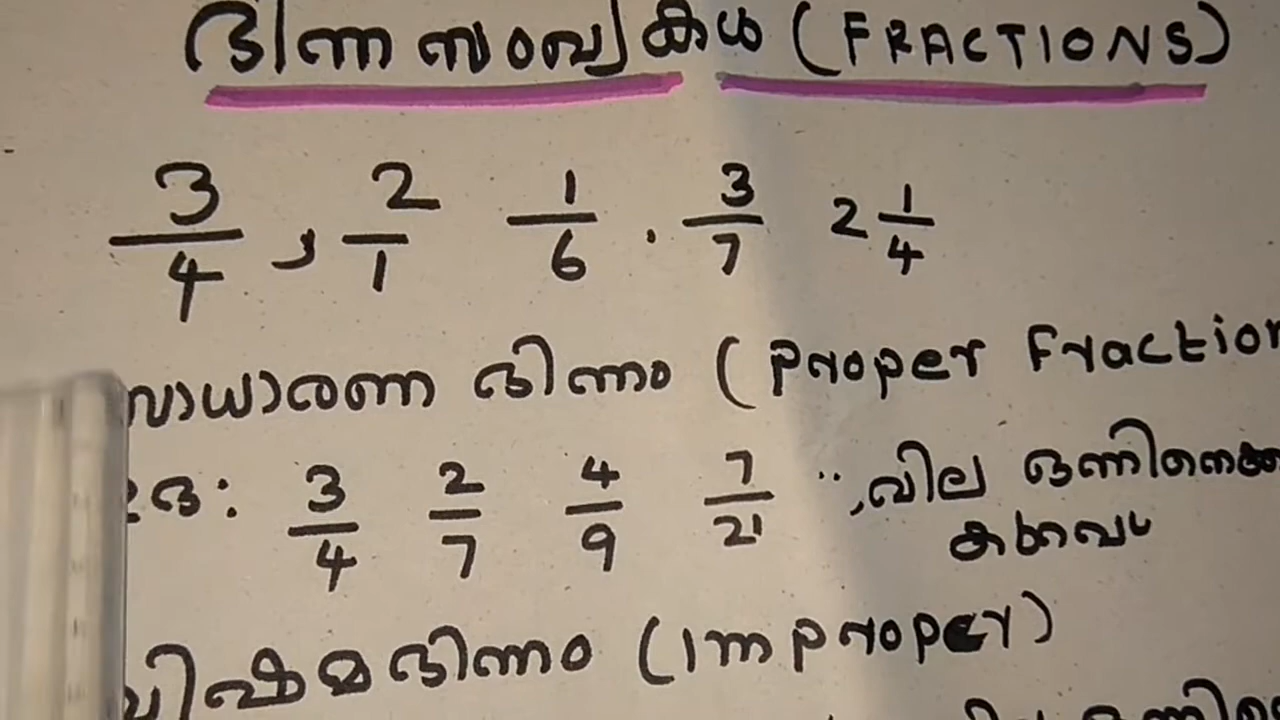 ഭിന്ന സംഖ്യകൾ (FRACTIONS)
3/4 , 2/1 1/6 . 3/7 2 1/4
സാധാരണ ഭിന്നം (Proper Fraction
ഉദ: 3/4 2/7 4/9 7/21 .., വില ഒന്നിനേക്ക
കുറവ്
വിഷമഭിന്നം (Improper)